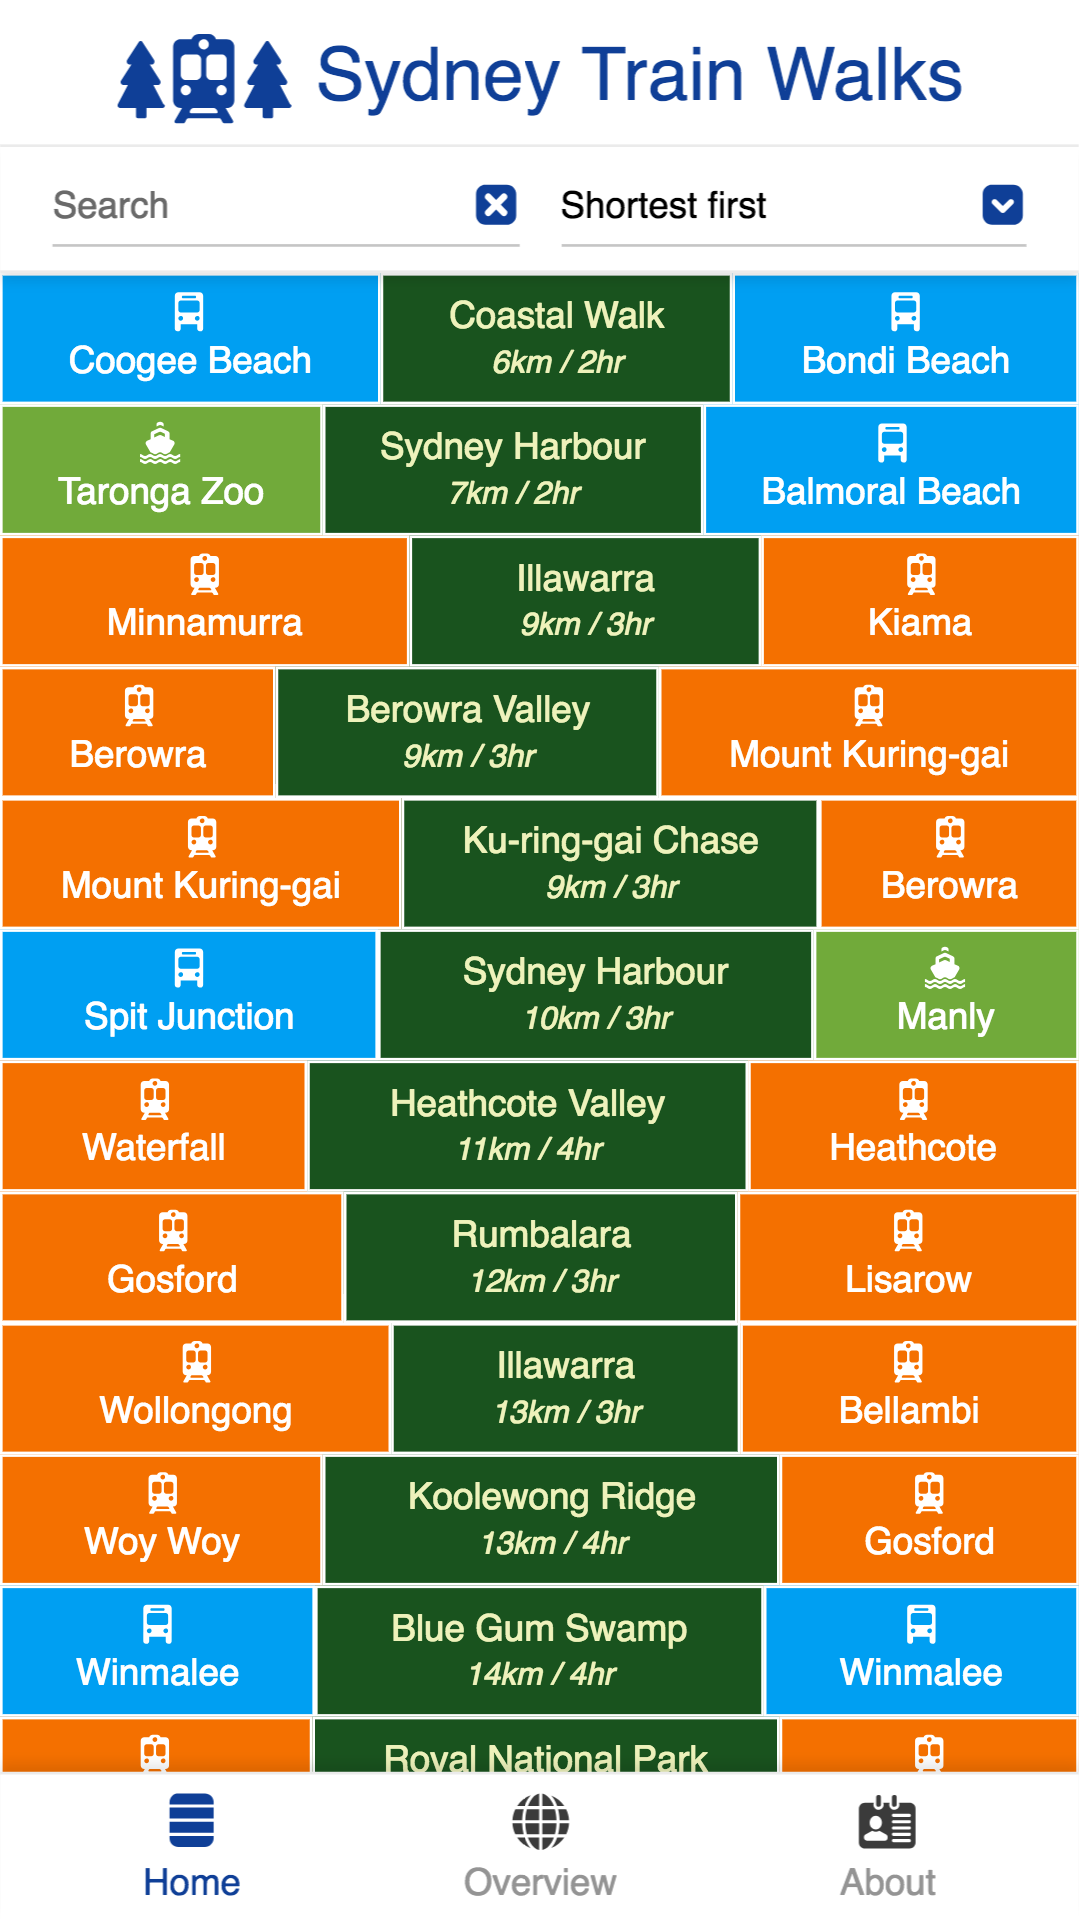 Sydney Train Walks
Search
Shortest first
Coogee Beach
Coastal Walk
6km / 2hr
Bondi Beach
Taronga Zoo
Sydney Harbour
7km / 2hr
Balmoral Beach
Minnamurra
Illawarra
9km / 3hr
Kiama
Berowra
Berowra Valley
9km / 3hr
Mount Kuring-gai
Mount Kuring-gai
Ku-ring-gai Chase
9km / 3hr
Berowra
Spit Junction
Sydney Harbour
10km / 3hr
Manly
Waterfall
Heathcote Valley
11km / 4hr
Heathcote
Gosford
Rumbalara
12km / 3hr
Lisarow
Wollongong
Illawarra
13km / 3hr
Bellambi
Woy Woy
Koolewong Ridge
13km / 4hr
Gosford
Winmalee
Blue Gum Swamp
14km / 4hr
Winmalee
Royal National Park
Home
Overview
About